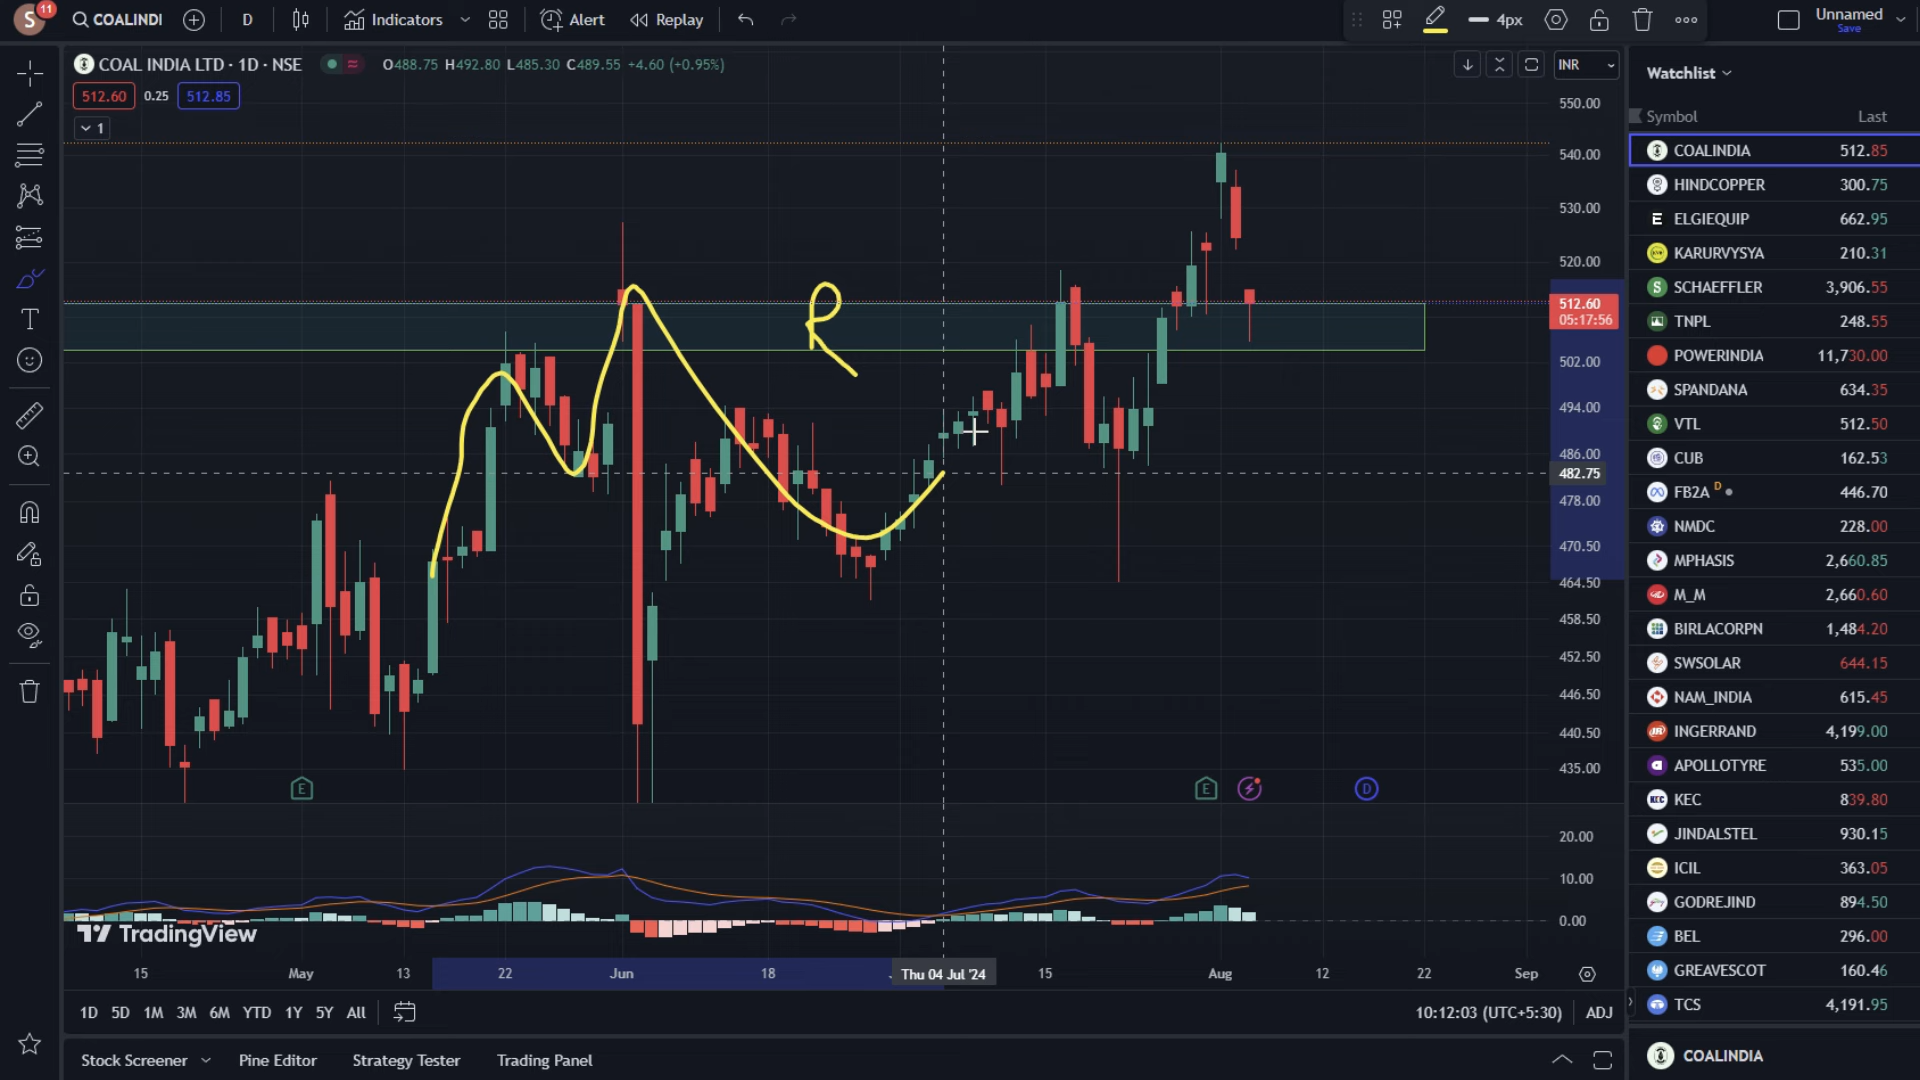 S 11 COALINDI D Indicators Alert Replay 4px Unnamed Save
COAL INDIA LTD · 1D · NSE O488.75 H492.80 L485.30 C489.55 +4.60 (+0.95%) INR
512.60 0.25 512.85
1
R
550.00
540.00
530.00
520.00
512.60
05:17:56
502.00
494.00
486.00
482.75
478.00
470.50
464.50
458.50
452.50
446.50
440.50
435.00
E E D
20.00
10.00
0.00
TradingView
15 May 13 22 Jun 18 Thu 04 Jul '24 15 Aug 12 22 Sep
1D 5D 1M 3M 6M YTD 1Y 5Y All 10:12:03 (UTC+5:30) ADJ
Stock Screener Pine Editor Strategy Tester Trading Panel
Watchlist
Symbol Last
COALINDIA 512.85
HINDCOPPER 300.75
E ELGIEQUIP 662.95
KARURVYSYA 210.31
S SCHAEFFLER 3,906.55
TNPL 248.55
POWERINDIA 11,730.00
SPANDANA 634.35
VTL 512.50
CUB 162.53
FB2A D 446.70
NMDC 228.00
MPHASIS 2,660.85
M_M 2,660.60
BIRLACORPN 1,484.20
SWSOLAR 644.15
NAM_INDIA 615.45
INGERRAND 4,199.00
APOLLOTYRE 535.00
KEC KEC 839.80
JINDALSTEL 930.15
ICIL 363.05
GODREJIND 894.50
BEL 296.00
GREAVESCOT 160.46
TCS 4,191.95
COALINDIA